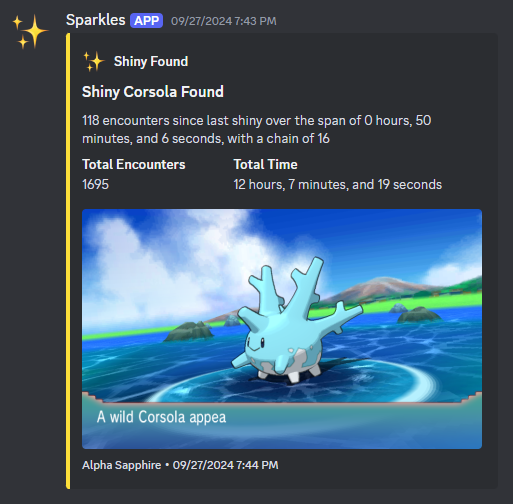 Sparkles APP 09/27/2024 7:43 PM
Shiny Found
Shiny Corsola Found
118 encounters since last shiny over the span of 0 hours, 50
minutes, and 6 seconds, with a chain of 16
Total Encounters Total Time
1695 12 hours, 7 minutes, and 19 seconds
A wild Corsola appea
Alpha Sapphire • 09/27/2024 7:44 PM